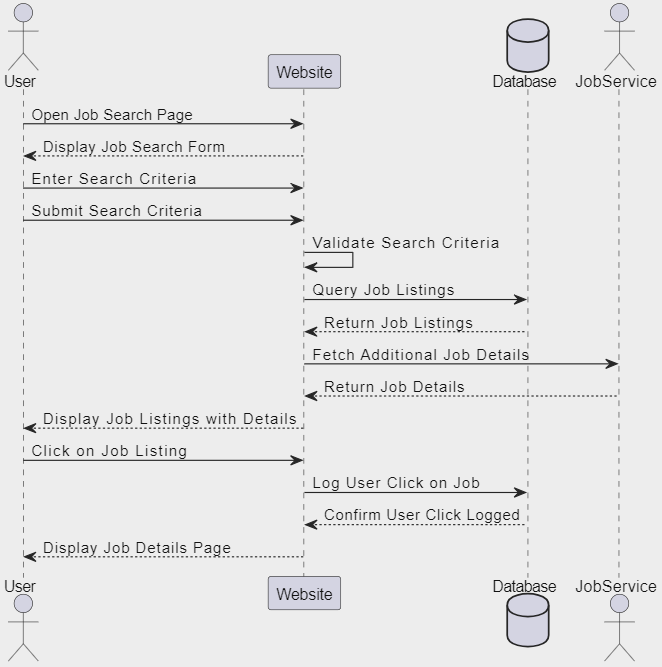 User
Website
Database
JobService
Open Job Search Page
Display Job Search Form
Enter Search Criteria
Submit Search Criteria
Validate Search Criteria
Query Job Listings
Return Job Listings
Fetch Additional Job Details
Return Job Details
Display Job Listings with Details
Click on Job Listing
Log User Click on Job
Confirm User Click Logged
Display Job Details Page
User
Website
Database
JobService